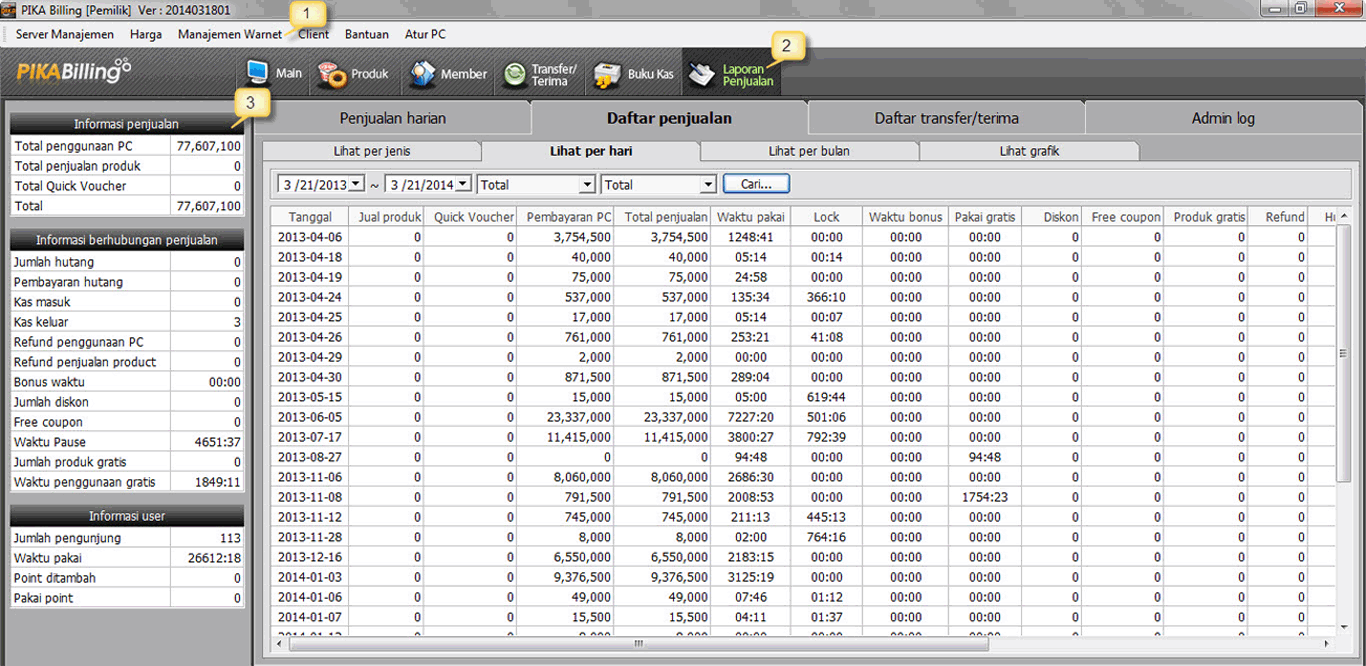 PIKA Billing [Pemilik] Ver : 2014031801
1
Server Manajemen Harga Manajemen Warnet Client Bantuan Atur PC
2
PIKABilling Main Produk Member Transfer/ Terima Buku Kas Laporan Penjualan
3
Informasi penjualan
Total penggunaan PC 77,607,100
Total penjualan produk 0
Total Quick Voucher 0
Total 77,607,100
Informasi berhubungan penjualan
Jumlah hutang 0
Pembayaran hutang 0
Kas masuk 0
Kas keluar 3
Refund penggunaan PC 0
Refund penjualan product 0
Bonus waktu 00:00
Jumlah diskon 0
Free coupon 0
Waktu Pause 4651:37
Jumlah produk gratis 0
Waktu penggunaan gratis 1849:11
Informasi user
Jumlah pengunjung 113
Waktu pakai 26612:18
Point ditambah 0
Pakai point 0
Penjualan harian Daftar penjualan Daftar transfer/terima Admin log
Lihat per jenis Lihat per hari Lihat per bulan Lihat grafik
3 /21/2013 ~ 3 /21/2014 Total Total Cari...
Tanggal Jual produk Quick Voucher Pembayaran PC Total penjualan Waktu pakai Lock Waktu bonus Pakai gratis Diskon Free coupon Produk gratis Refund
2013-04-06 0 0 3,754,500 3,754,500 1248:41 00:00 00:00 00:00 0 0 0 0
2013-04-18 0 0 40,000 40,000 05:14 00:14 00:00 00:00 0 0 0 0
2013-04-19 0 0 75,000 75,000 24:58 00:00 00:00 00:00 0 0 0 0
2013-04-24 0 0 537,000 537,000 135:34 366:10 00:00 00:00 0 0 0 0
2013-04-25 0 0 17,000 17,000 05:14 00:07 00:00 00:00 0 0 0 0
2013-04-26 0 0 761,000 761,000 253:21 41:08 00:00 00:00 0 0 0 0
2013-04-29 0 0 2,000 2,000 00:00 00:00 00:00 00:00 0 0 0 0
2013-04-30 0 0 871,500 871,500 289:04 00:00 00:00 00:00 0 0 0 0
2013-05-15 0 0 15,000 15,000 05:00 619:44 00:00 00:00 0 0 0 0
2013-06-05 0 0 23,337,000 23,337,000 7227:20 501:06 00:00 00:00 0 0 0 0
2013-07-17 0 0 11,415,000 11,415,000 3800:27 792:39 00:00 00:00 0 0 0 0
2013-08-27 0 0 0 0 94:48 00:00 00:00 94:48 0 0 0 0
2013-11-06 0 0 8,060,000 8,060,000 2686:30 00:00 00:00 00:00 0 0 0 0
2013-11-08 0 0 791,500 791,500 2008:53 00:00 00:00 1754:23 0 0 0 0
2013-11-12 0 0 745,000 745,000 211:13 445:13 00:00 00:00 0 0 0 0
2013-11-28 0 0 8,000 8,000 02:00 764:16 00:00 00:00 0 0 0 0
2013-12-16 0 0 6,550,000 6,550,000 2183:15 00:00 00:00 00:00 0 0 0 0
2014-01-03 0 0 9,376,500 9,376,500 3125:19 00:00 00:00 00:00 0 0 0 0
2014-01-06 0 0 49,000 49,000 07:46 01:12 00:00 00:00 0 0 0 0
2014-01-07 0 0 15,500 15,500 04:11 01:37 00:00 00:00 0 0 0 0